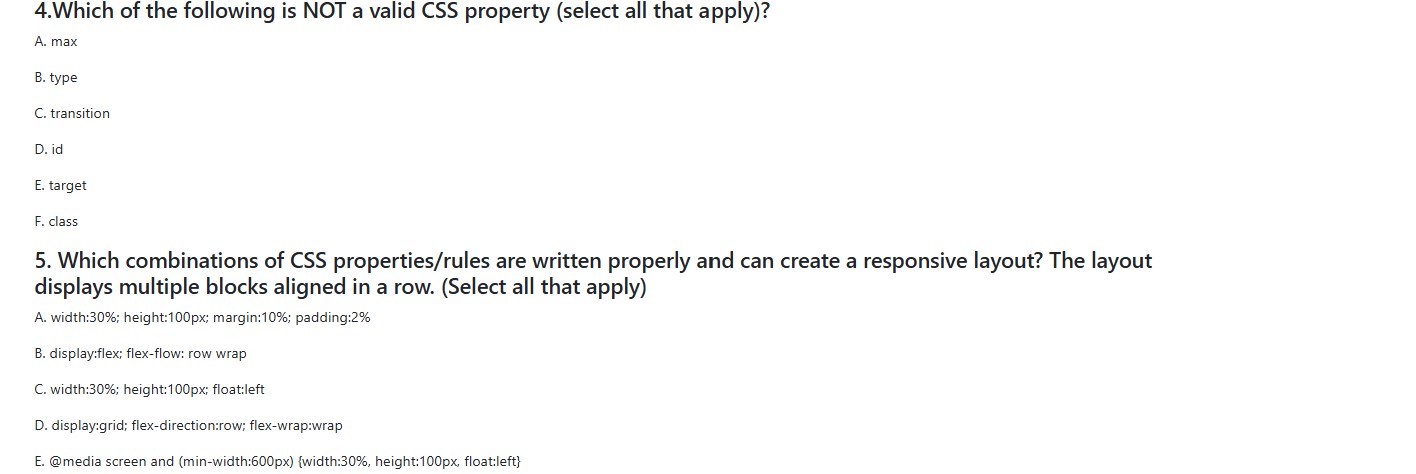 4.Which of the following is NOT a valid CSS property (select all that apply)?
A. max
B. type
C. transition
D. id
E. target
F. class
5. Which combinations of CSS properties/rules are written properly and can create a responsive layout? The layout
displays multiple blocks aligned in a row. (Select all that apply)
A. width:30%; height:100px; margin:10%; padding:2%
B. display:flex; flex-flow: row wrap
C. width:30%; height:100px; float:left
D. display:grid; flex-direction:row; flex-wrap:wrap
E. @media screen and (min-width:600px) {width:30%, height:100px, float:left}